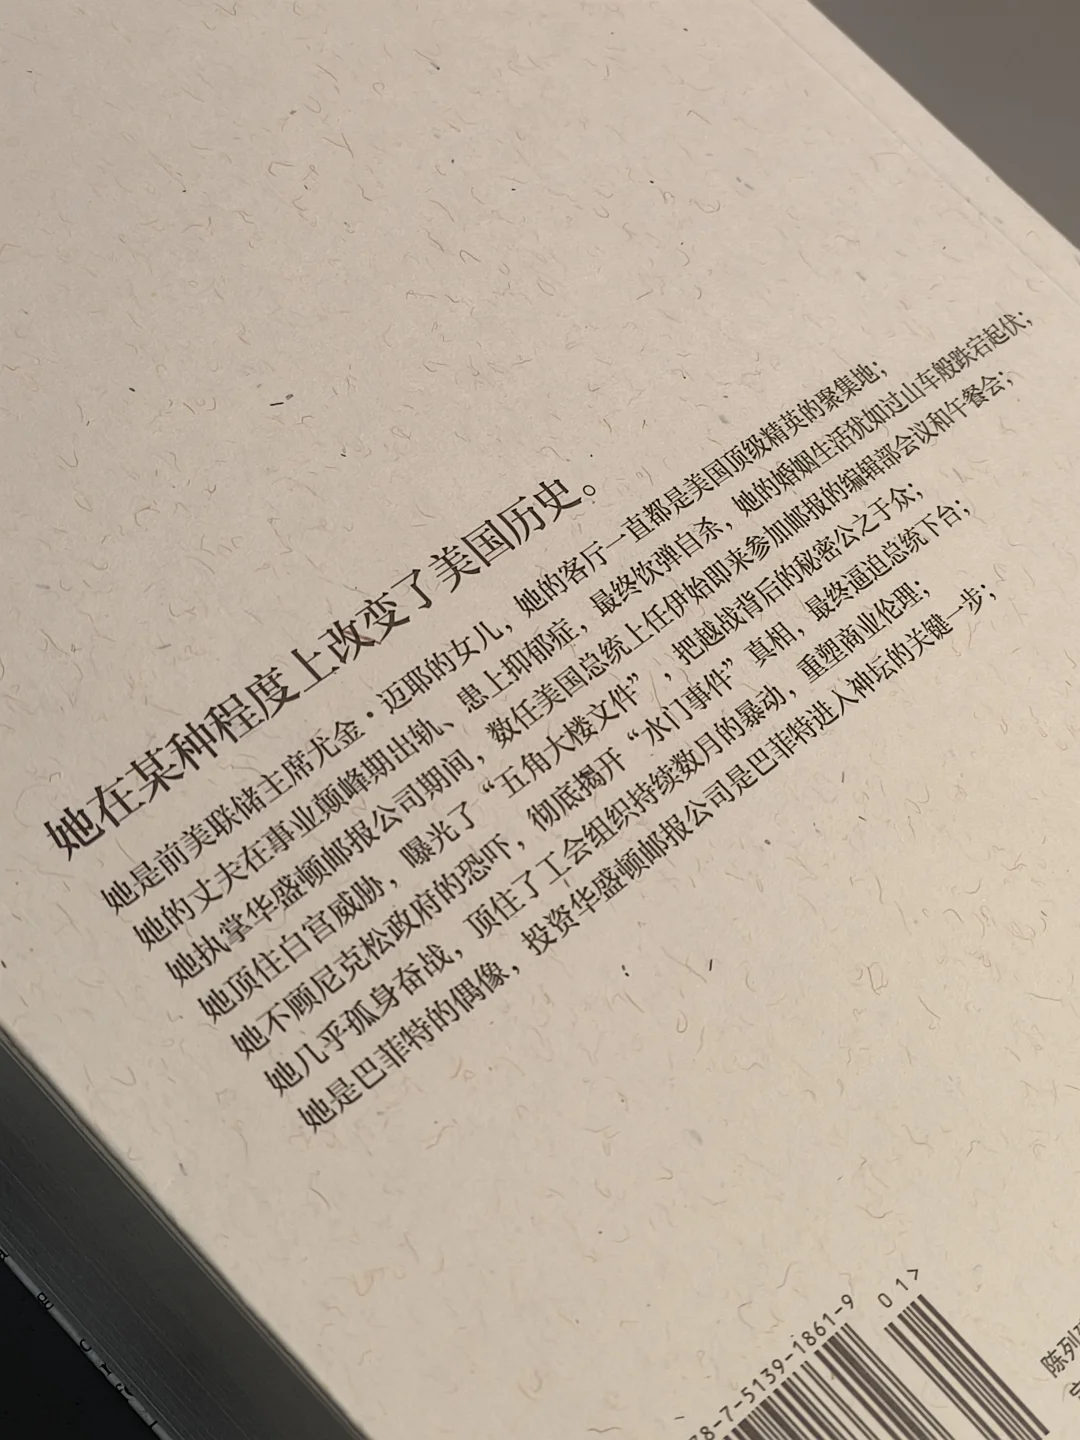 她在某种程度上改变了美国历史。
她是前美联储主席尤金·迈耶的女儿，她的客厅一直都是美国顶级精英的聚集地；
她的丈夫在事业巅峰期出轨、患上抑郁症，最终饮弹自杀，她的婚姻生活犹如过山车般跌宕起伏；
她执掌华盛顿邮报公司期间，数任美国总统上任伊始即来参加邮报的编辑部会议和午餐会；
她顶住白宫威胁，曝光了“五角大楼文件”，把越战背后的秘密公之于众；
她不顾尼克松政府的恐吓，彻底揭开“水门事件”真相，最终逼迫总统下台；
她几乎孤身奋战，顶住了工会组织持续数月的暴动，重塑商业伦理；
她是巴菲特的偶像，投资华盛顿邮报公司是巴菲特进入神坛的关键一步；
78-7-5139-1861-9
01>
陈列